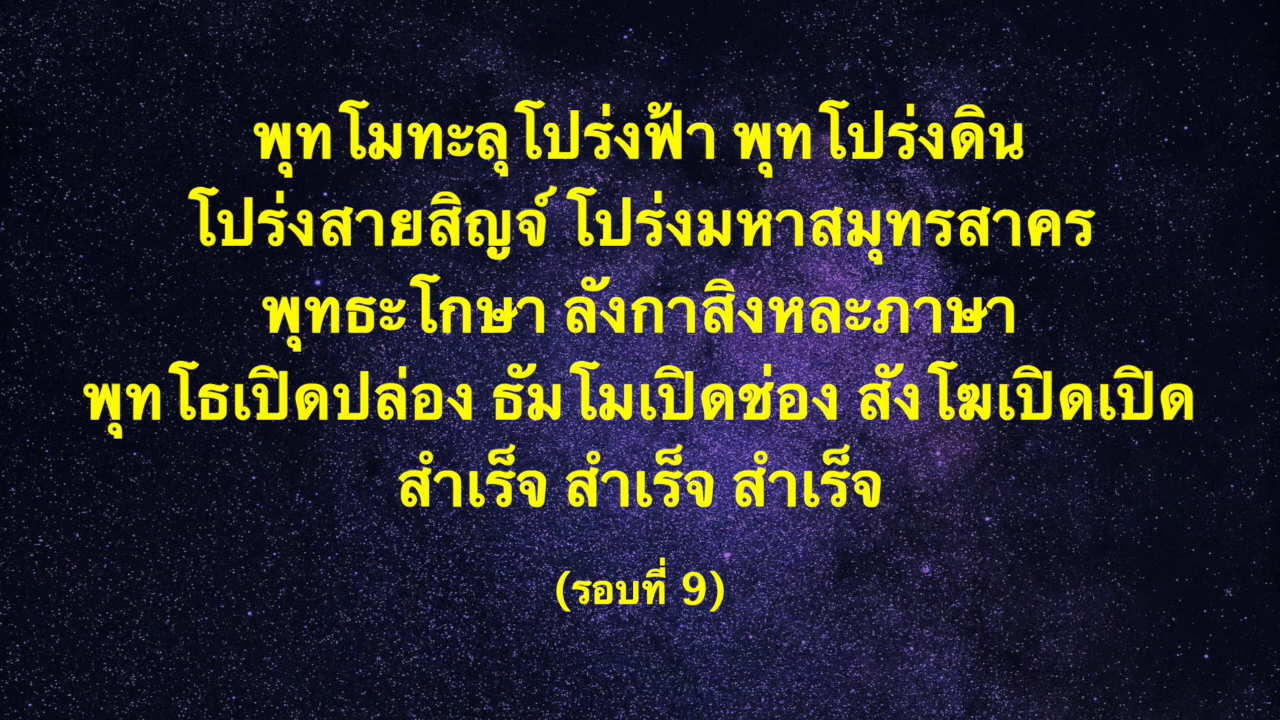 พุทโมทะลุโปร่งฟ้า พุทโปร่งดิน
โปร่งสายสิญจ์ โปร่งมหาสมุทรสาคร
พุทธะโกษา ลังกาสิงหละภาษา
พุทโธเปิดปล่อง ธัมโมเปิดช่อง สังโฆเปิดเปิด
สำเร็จ สำเร็จ สำเร็จ
(รอบที่ 9)